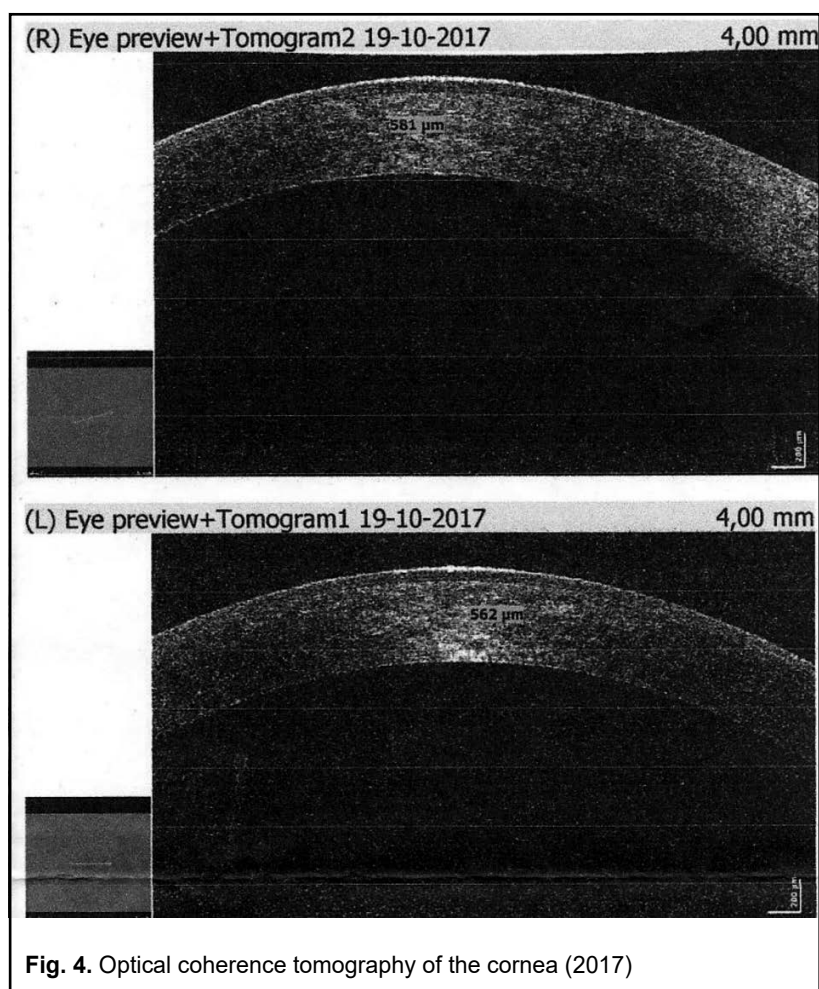 (R) Eye preview+Tomogram2 19-10-2017 4,00 mm
581 µm
200 µm
(L) Eye preview+Tomogram1 19-10-2017 4,00 mm
562 µm
200 µm
Fig. 4. Optical coherence tomography of the cornea (2017)